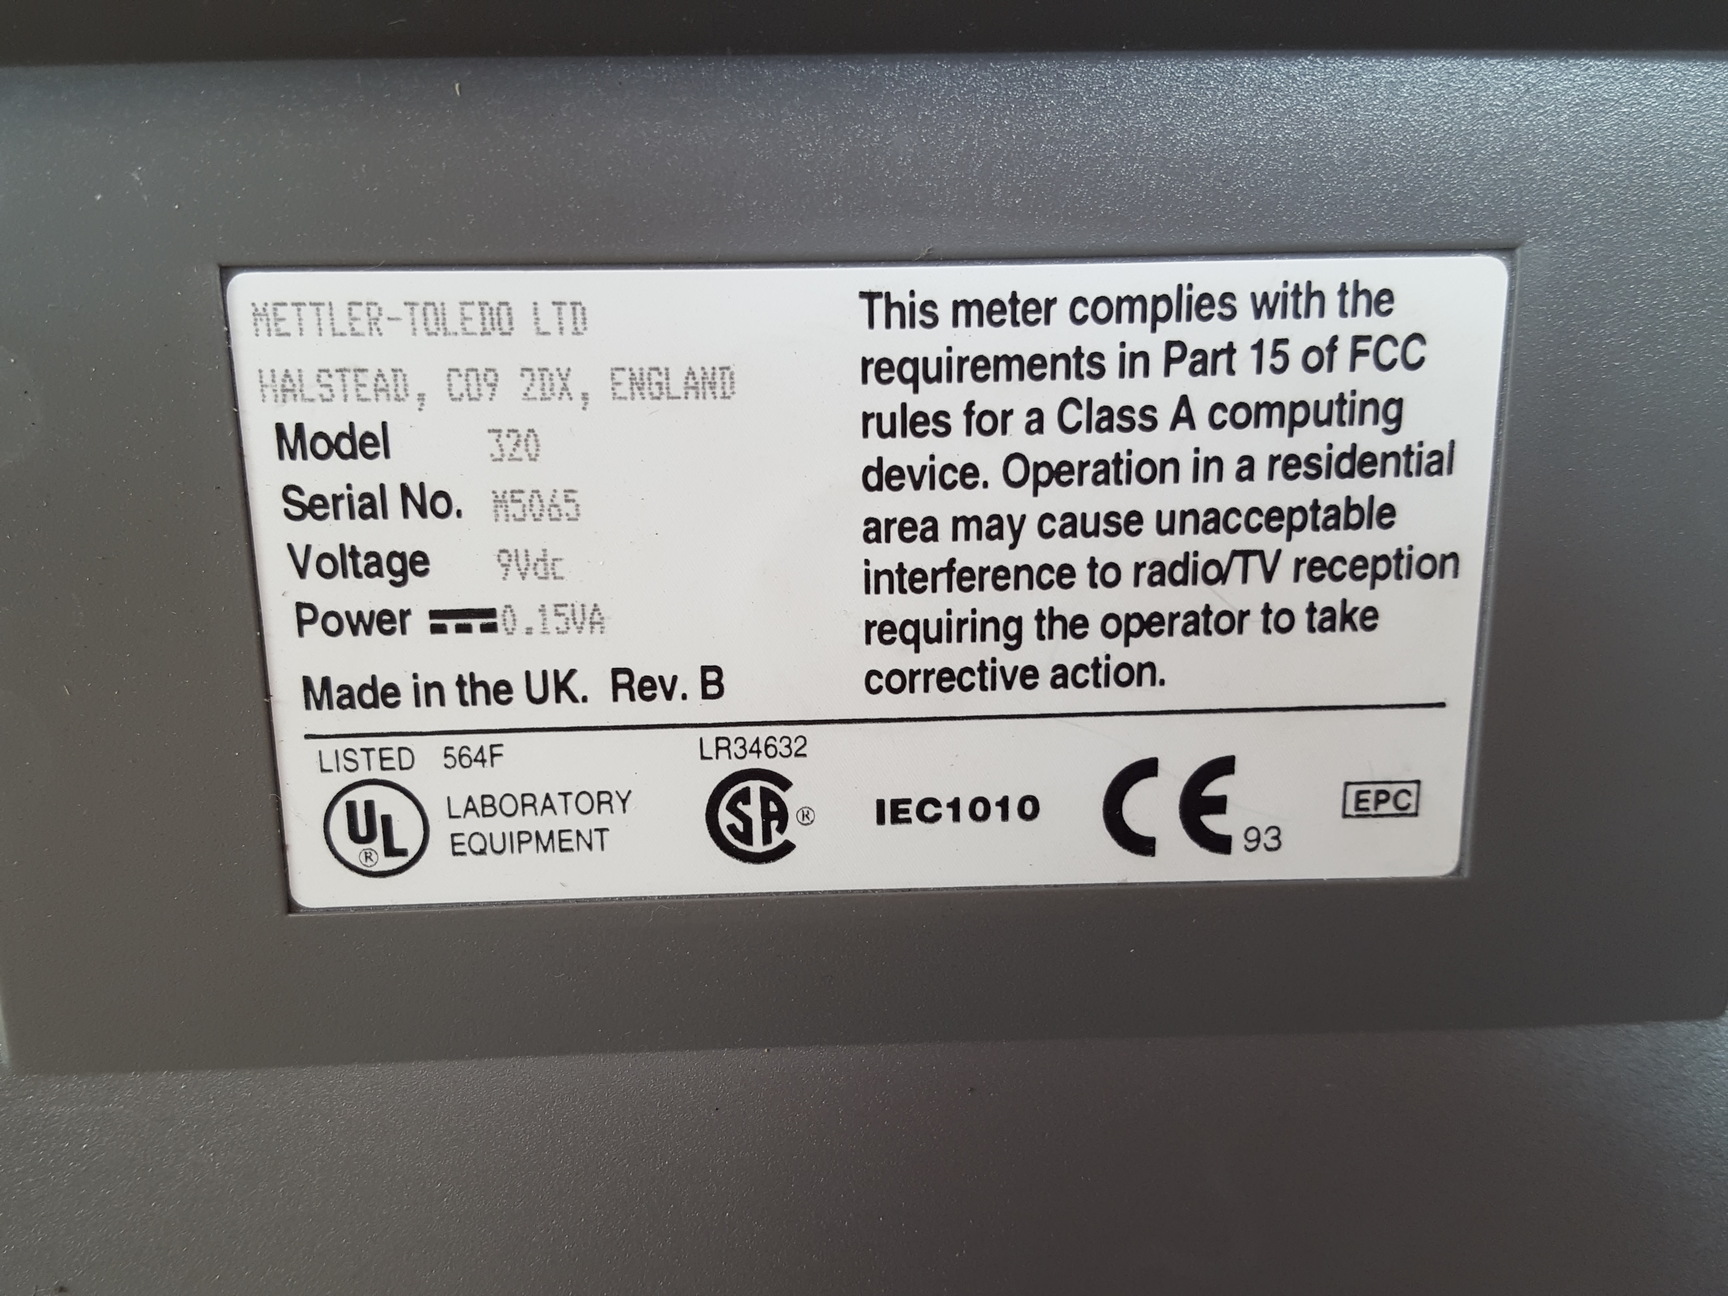 METTLER-TOLEDO LTD
HALSTEAD, CO9 2DX, ENGLAND
Model 320
Serial No. M5065
Voltage 9Vdc
Power 0.15VA
Made in the UK. Rev. B
This meter complies with the
requirements in Part 15 of FCC
rules for a Class A computing
device. Operation in a residential
area may cause unacceptable
interference to radio/TV reception
requiring the operator to take
corrective action.
LISTED 564F
UL®
LABORATORY
EQUIPMENT
LR34632
SA®
IEC1010
CE 93
EPC